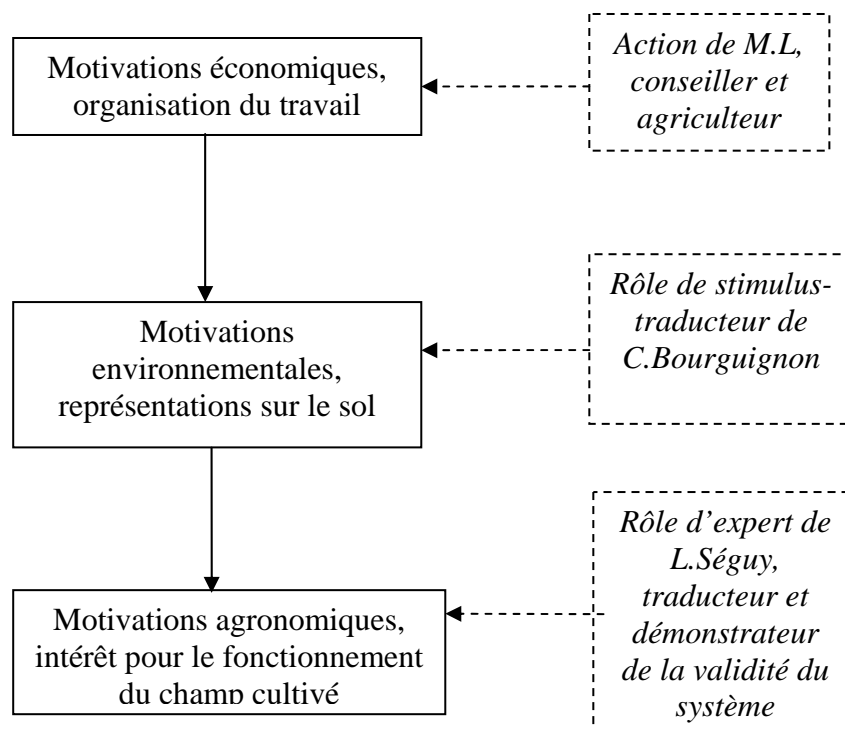 Motivations économiques,
organisation du travail
Action de M.L,
conseiller et
agriculteur
Motivations
environnementales,
représentations sur le sol
Rôle de stimulus-
traducteur de
C.Bourguignon
Motivations agronomiques,
intérêt pour le fonctionnement
du champ cultivé
Rôle d’expert de
L.Séguy,
traducteur et
démonstrateur
de la validité du
système